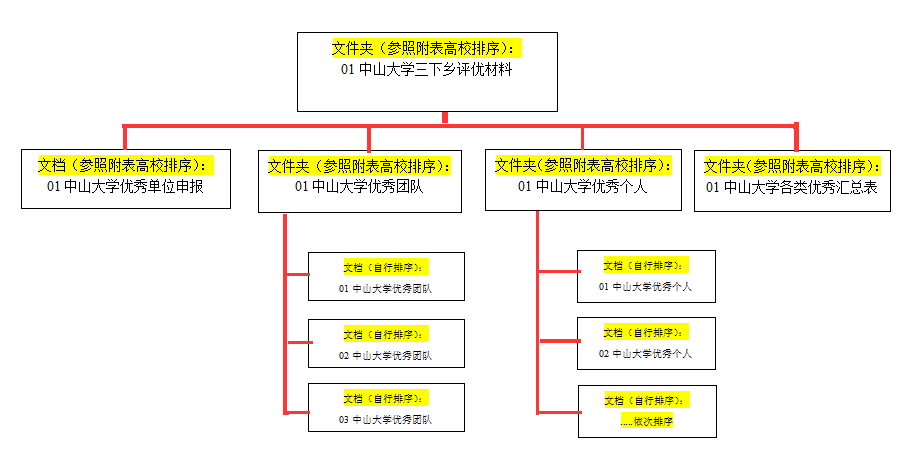 文件夹（参照附表高校排序）：
01 中山大学三下乡评优材料
文档（参照附表高校排序）：
01 中山大学优秀单位申报
文件夹（参照附表高校排序）：
01 中山大学优秀团队
文件夹（参照附表高校排序）：
01 中山大学优秀个人
文件夹（参照附表高校排序）：
01 中山大学各类优秀汇总表
文档（自行排序）：
01 中山大学优秀团队
文档（自行排序）：
02 中山大学优秀团队
文档（自行排序）：
03 中山大学优秀团队
文档（自行排序）：
01 中山大学优秀个人
文档（自行排序）：
02 中山大学优秀个人
文档（自行排序）：
……依次排序